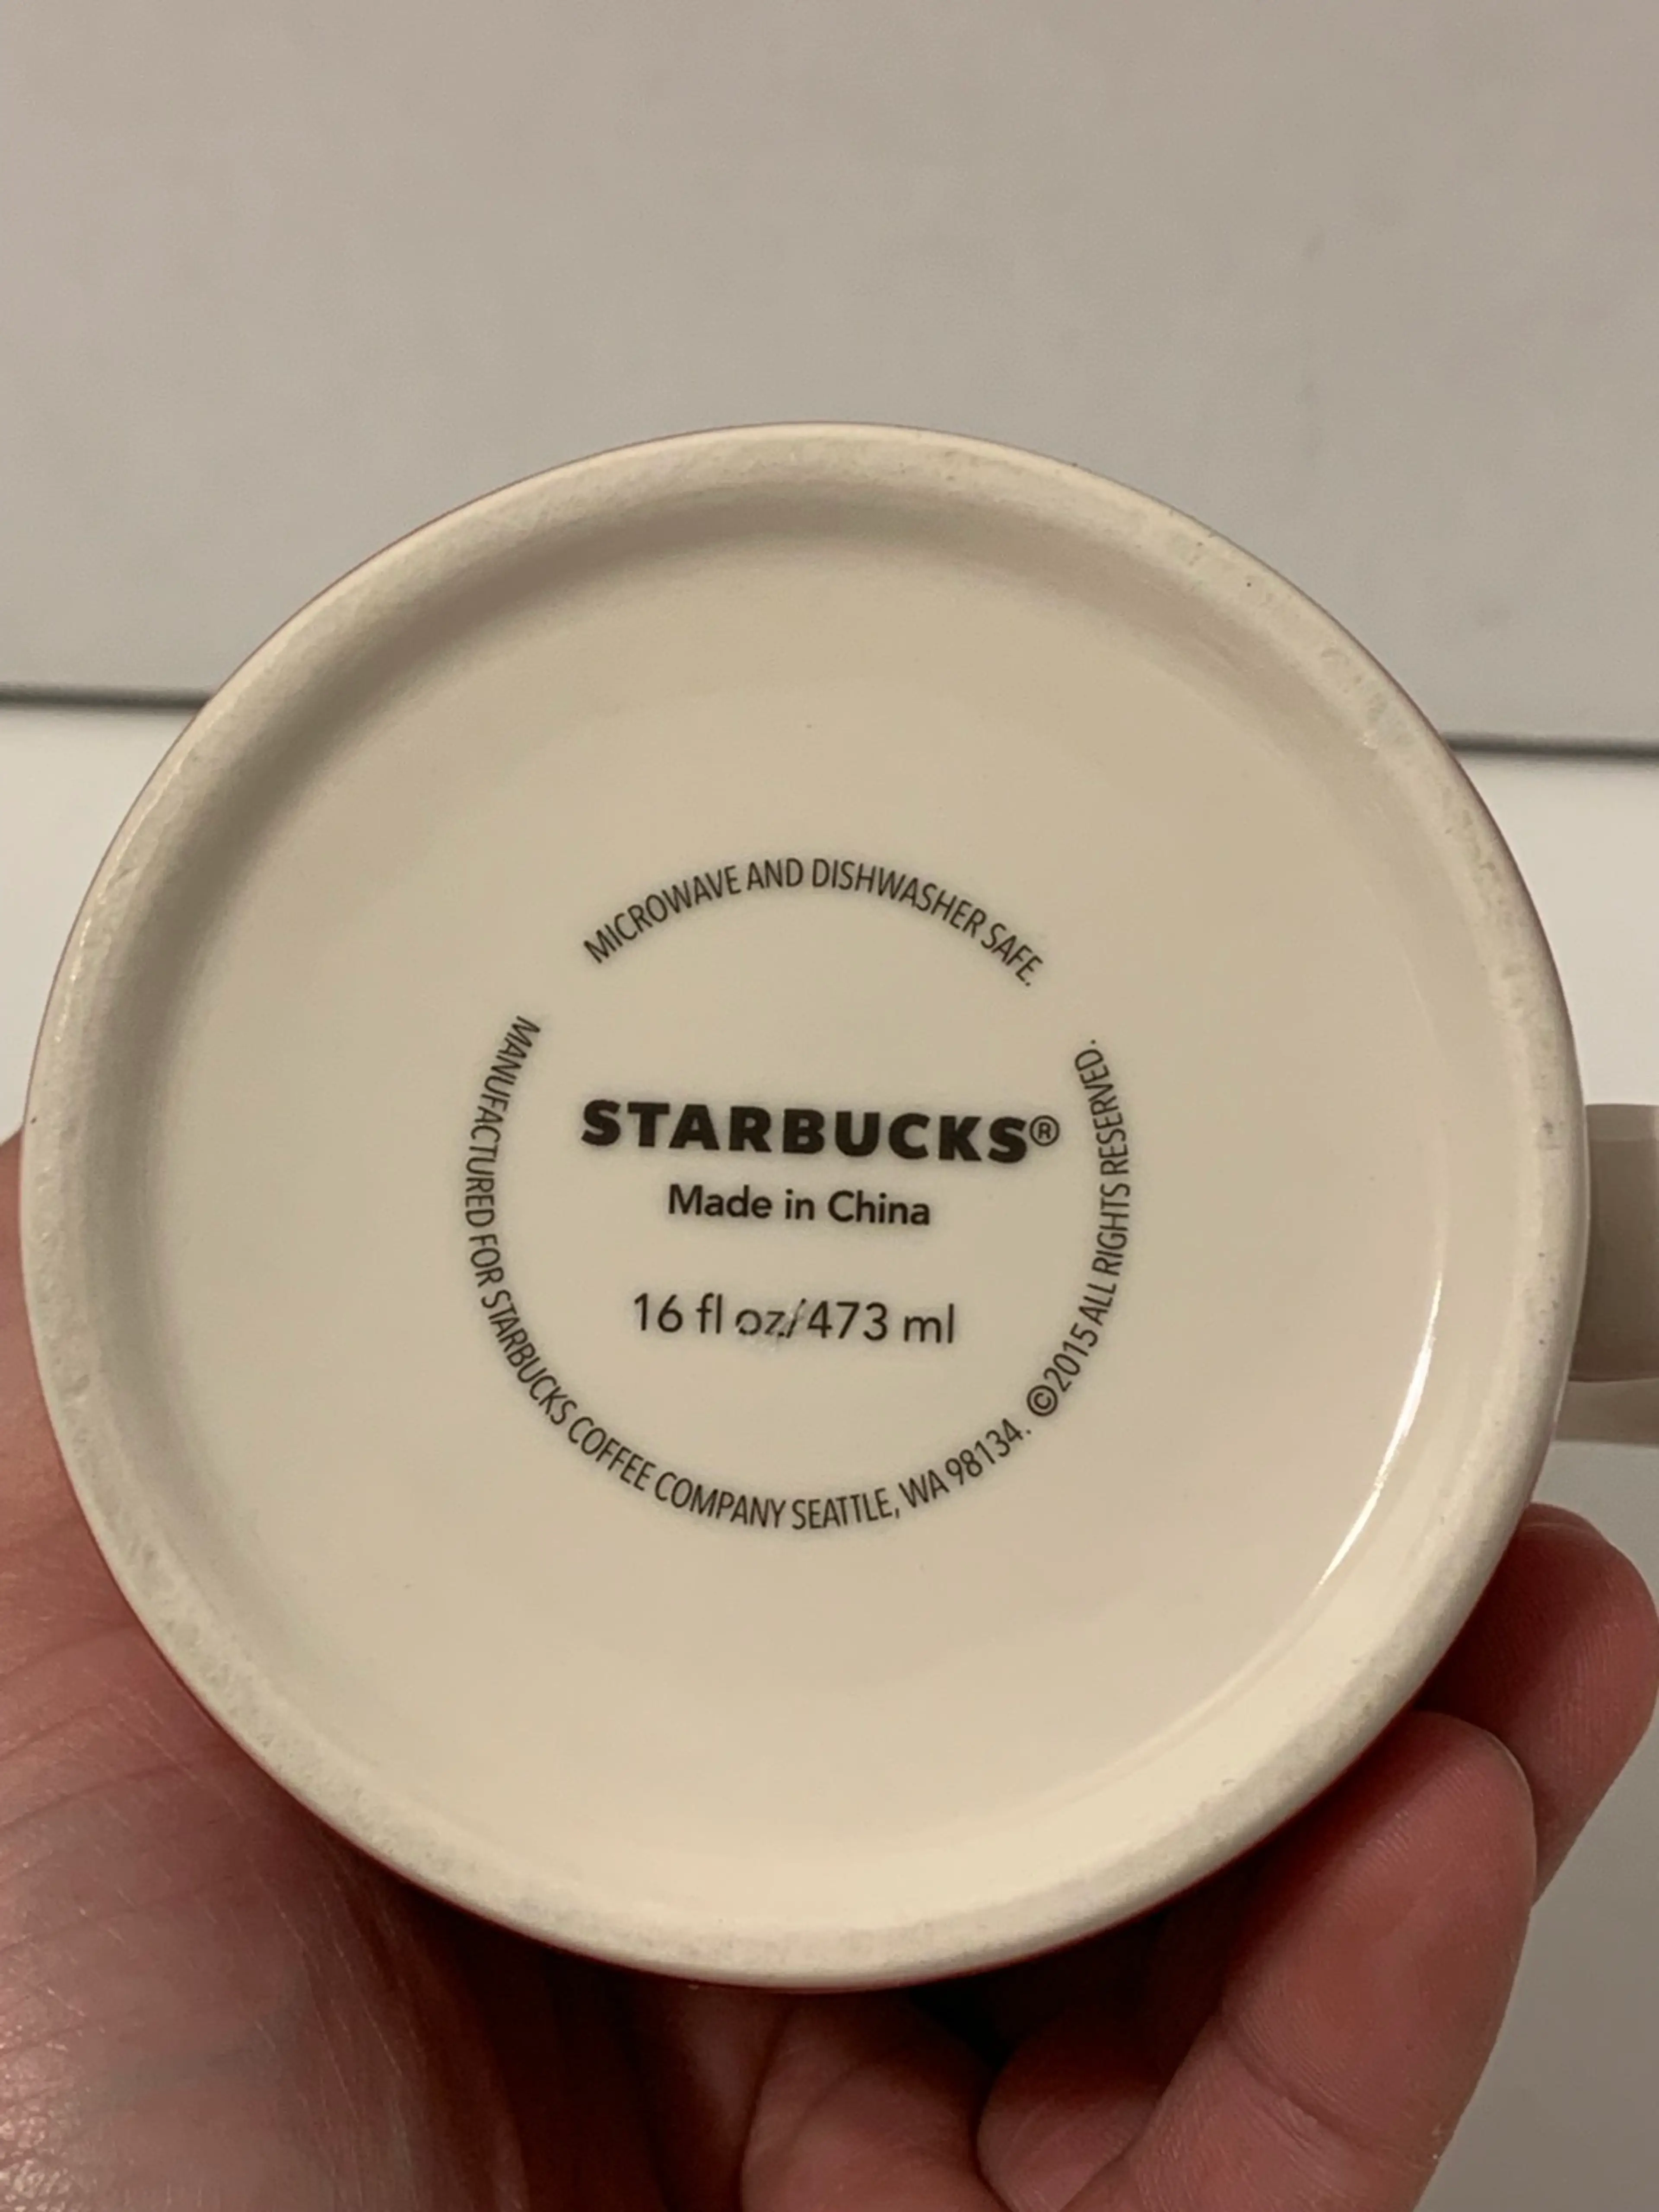 MICROWAVE AND DISHWASHER SAFE.
STARBUCKS®
Made in China
16 fl oz/473 ml
MANUFACTURED FOR STARBUCKS COFFEE COMPANY SEATTLE, WA 98134. ©2015 ALL RIGHTS RESERVED.